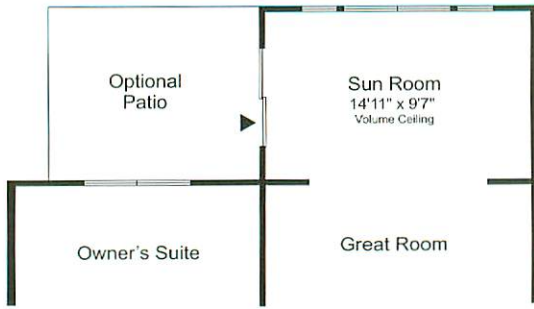 Optional
Patio
Sun Room
14'11" x 9'7"
Volume Ceiling
Owner's Suite
Great Room